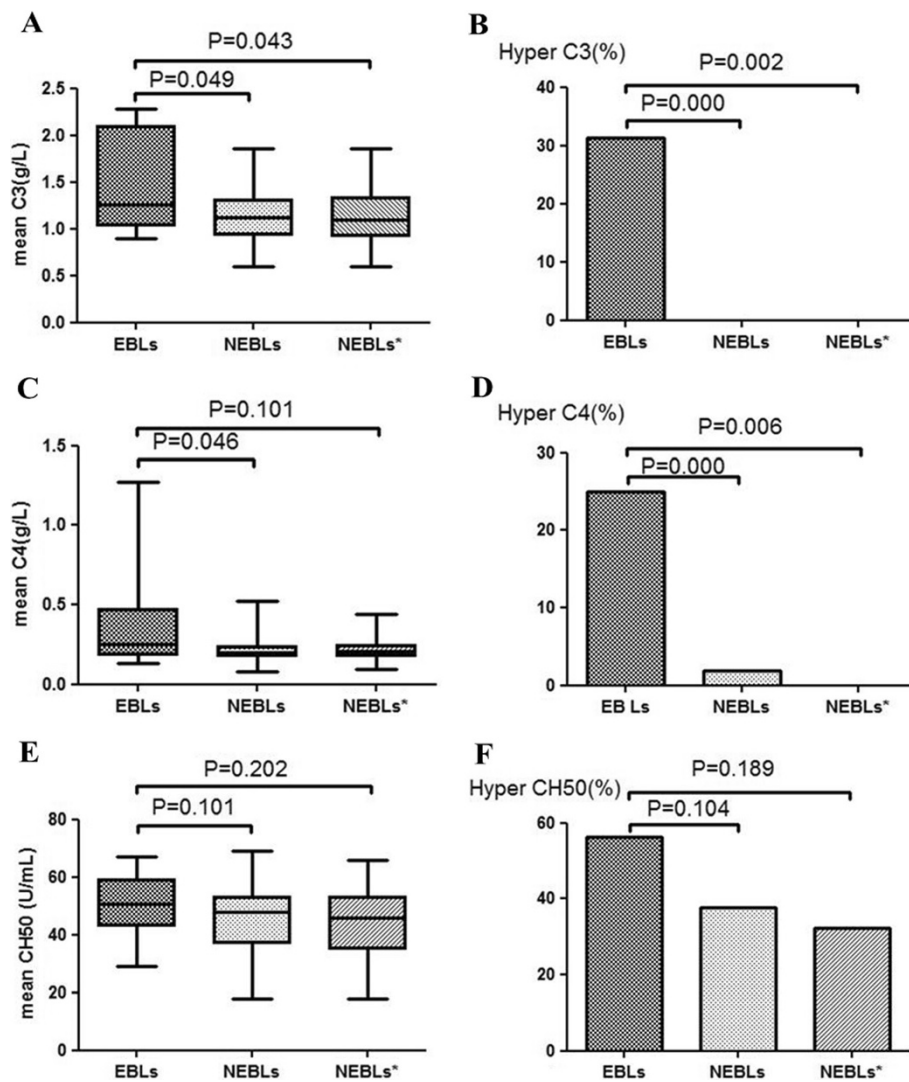 A
P=0.043
P=0.049
mean C3(g/L)
2.5
2.0
1.5
1.0
0.5
0.0
EBLs NEBLs NEBLs*
B
Hyper C3(%)
P=0.002
P=0.000
40
30
20
10
0
EBLs NEBLs NEBLs*
C
P=0.101
P=0.046
mean C4(g/L)
1.5
1.0
0.5
0.0
EBLs NEBLs NEBLs*
D
Hyper C4(%)
P=0.006
P=0.000
30
20
10
0
EB Ls NEBLs NEBLs*
E
P=0.202
P=0.101
mean CH50 (U/mL)
80
60
40
20
0
EBLs NEBLs NEBLs*
F
Hyper CH50(%)
P=0.189
P=0.104
60
40
20
0
EBLs NEBLs NEBLs*